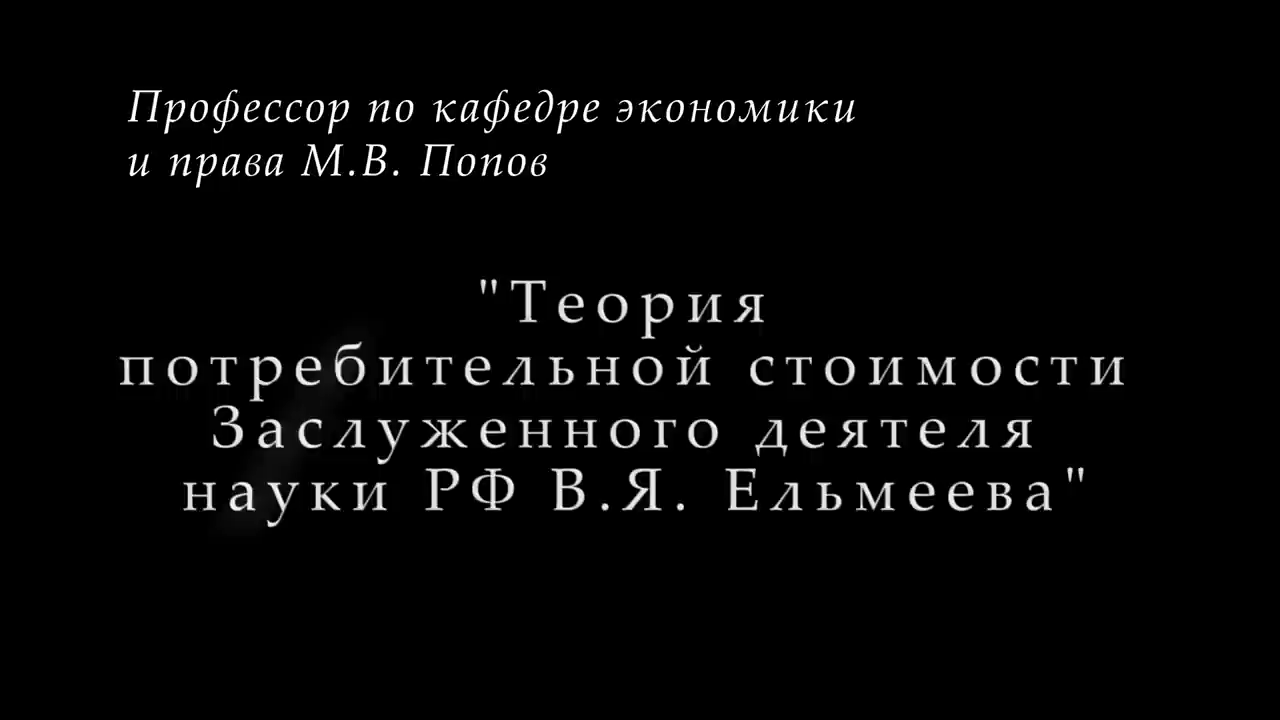 Профессор по кафедре экономики
и права М.В. Попов
"Теория
потребительной стоимости
Заслуженного деятеля
науки РФ В.Я. Ельмеева"